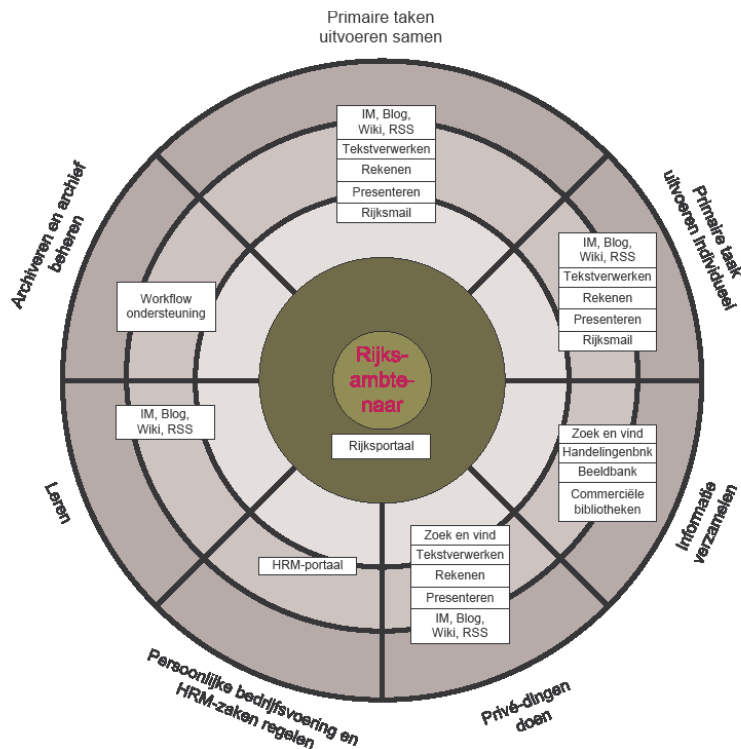 Primaire taken
uitvoeren samen
IM, Blog,
Wiki, RSS
Tekstverwerken
Rekenen
Presenteren
Rijksmail
Primaire taak
uitvoeren individueel
IM, Blog,
Wiki, RSS
Tekstverwerken
Rekenen
Presenteren
Rijksmail
Archiveren en archief
beheren
Workflow
ondersteuning
Rijks-
ambte-
naar
Rijksportaal
IM, Blog,
Wiki, RSS
Leren
Zoek en vind
Handelingenbnk
Beeldbank
Commerciële
bibliotheken
Informatie
verzamelen
HRM-portaal
Zoek en vind
Tekstverwerken
Rekenen
Presenteren
IM, Blog,
Wiki, RSS
Persoonlijke bedrijfsvoering en
HRM-zaken regelen
Privé-dingen
doen